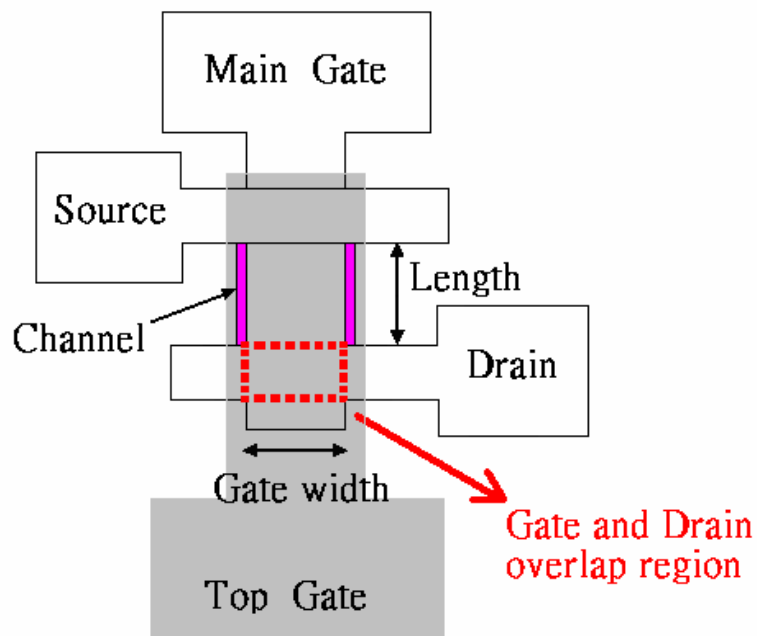 Main Gate
Source
Length
Channel
Drain
Gate width
Gate and Drain
overlap region
Top Gate